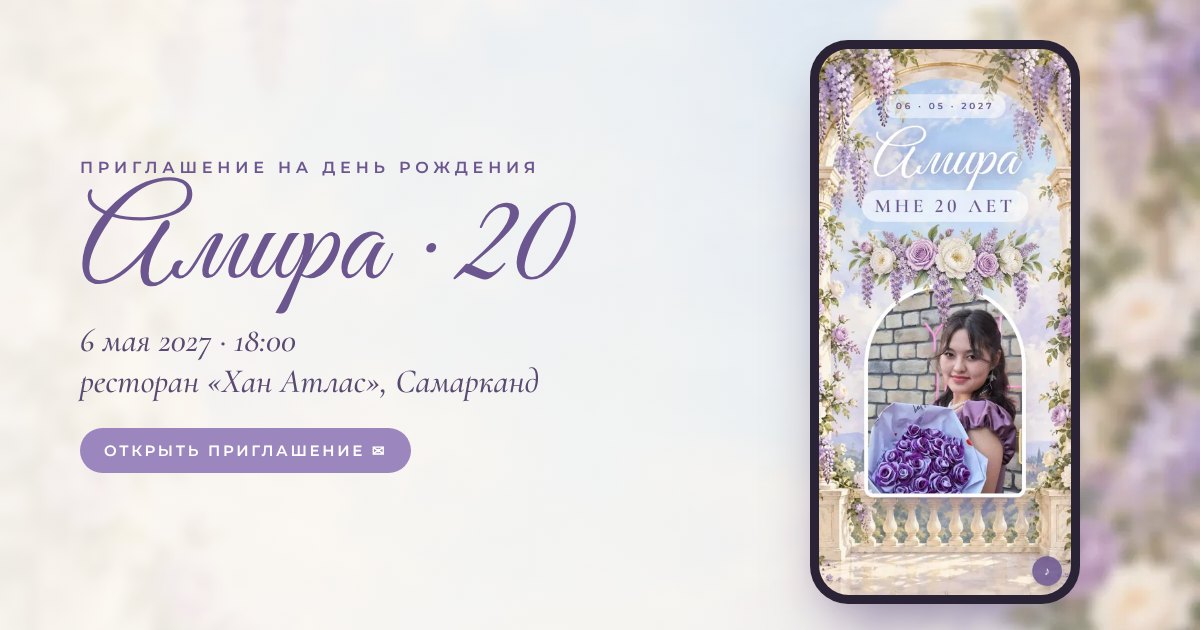 ПРИГЛАШЕНИЕ НА ДЕНЬ РОЖДЕНИЯ
Амира · 20
6 мая 2027 · 18:00
ресторан «Хан Атлас», Самарканд
ОТКРЫТЬ ПРИГЛАШЕНИЕ ✉
06 · 05 · 2027
Амира
МНЕ 20 ЛЕТ
♪